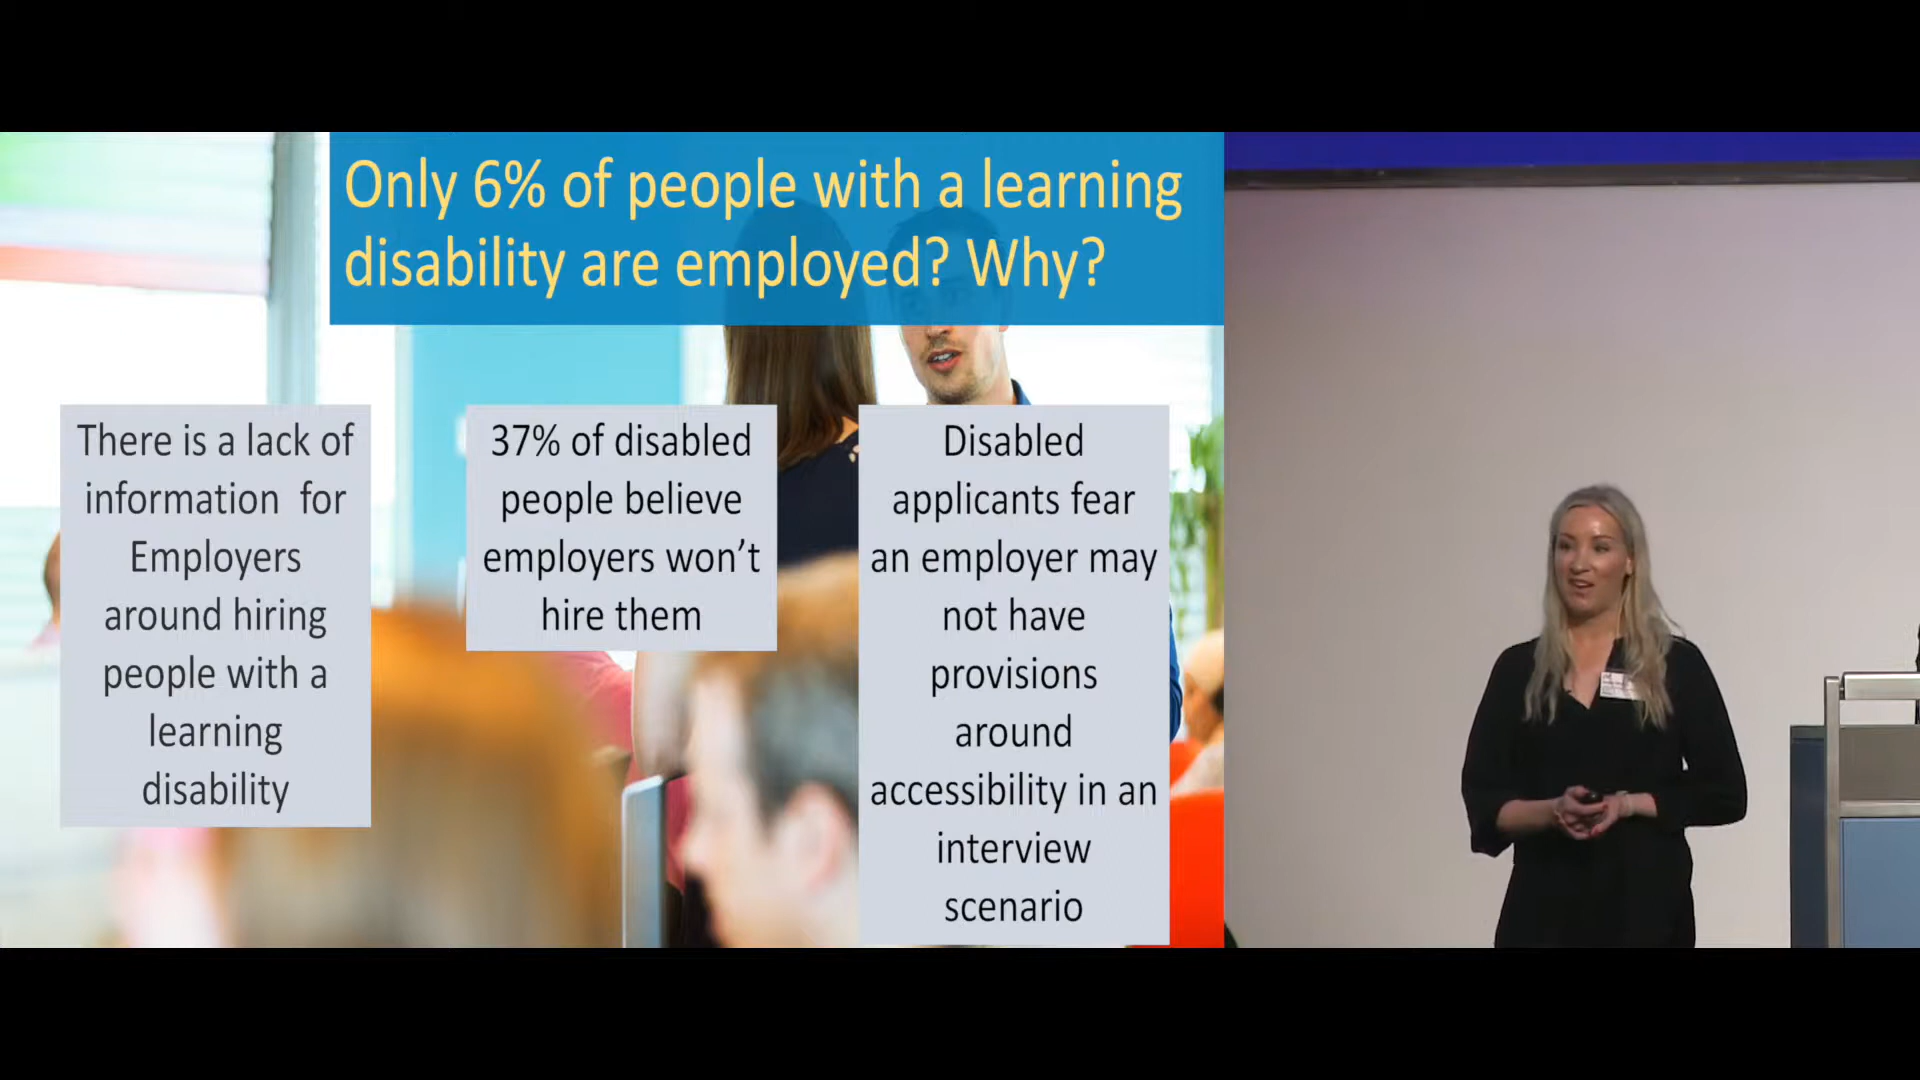 Only 6% of people with a learning
disability are employed? Why?
There is a lack of
information for
Employers
around hiring
people with a
learning
disability
37% of disabled
people believe
employers won’t
hire them
Disabled
applicants fear
an employer may
not have
provisions
around
accessibility in an
interview
scenario